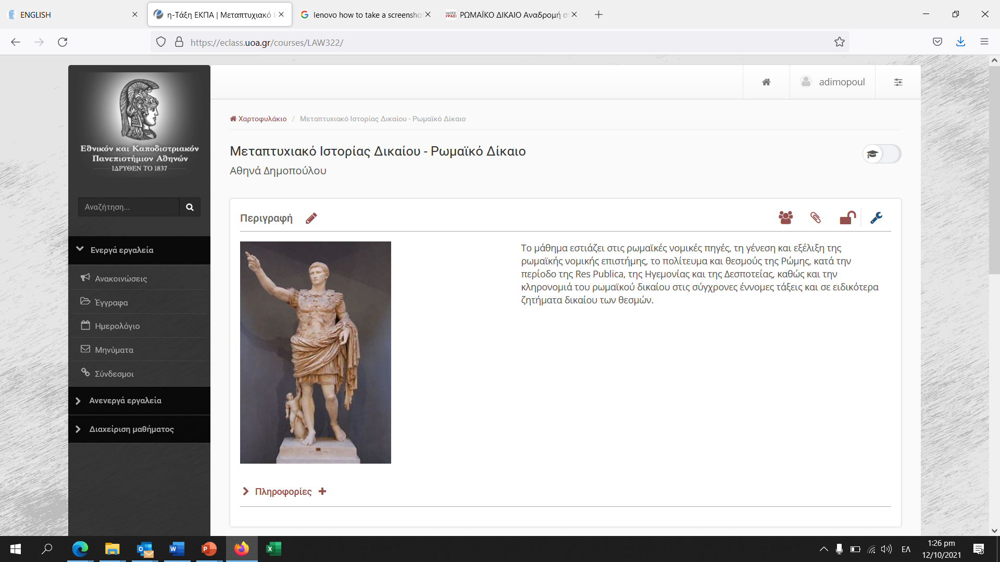 ENGLISH
η-Τάξη ΕΚΠΑ | Μεταπτυχιακό Ι
lenovo how to take a screensho
ΡΩΜΑΪΚΟ ΔΙΚΑΙΟ Αναδρομή στ
https://eclass.uoa.gr/courses/LAW322/
adimopoul
Εθνικόν και Καποδιστριακόν
Πανεπιστήμιον Αθηνών
ΙΔΡΥΘΕΝ ΤΟ 1837
Αναζήτηση...
Ενεργά εργαλεία
Ανακοινώσεις
Έγγραφα
Ημερολόγιο
Μηνύματα
Σύνδεσμοι
Ανενεργά εργαλεία
Διαχείριση μαθήματος
Χαρτοφυλάκιο / Μεταπτυχιακό Ιστορίας Δικαίου - Ρωμαϊκό Δίκαιο
Μεταπτυχιακό Ιστορίας Δικαίου - Ρωμαϊκό Δίκαιο
Αθηνά Δημοπούλου
Περιγραφή
Το μάθημα εστιάζει στις ρωμαϊκές νομικές πηγές, τη γένεση και εξέλιξη της
ρωμαϊκής νομικής επιστήμης, το πολίτευμα και θεσμούς της Ρώμης, κατά την
περίοδο της Res Publica, της Ηγεμονίας και της Δεσποτείας, καθώς και την
κληρονομιά του ρωμαϊκού δικαίου στις σύγχρονες έννομες τάξεις και σε ειδικότερα
ζητήματα δικαίου των θεσμών.
Πληροφορίες
ΕΛ
1:26 pm
12/10/2021